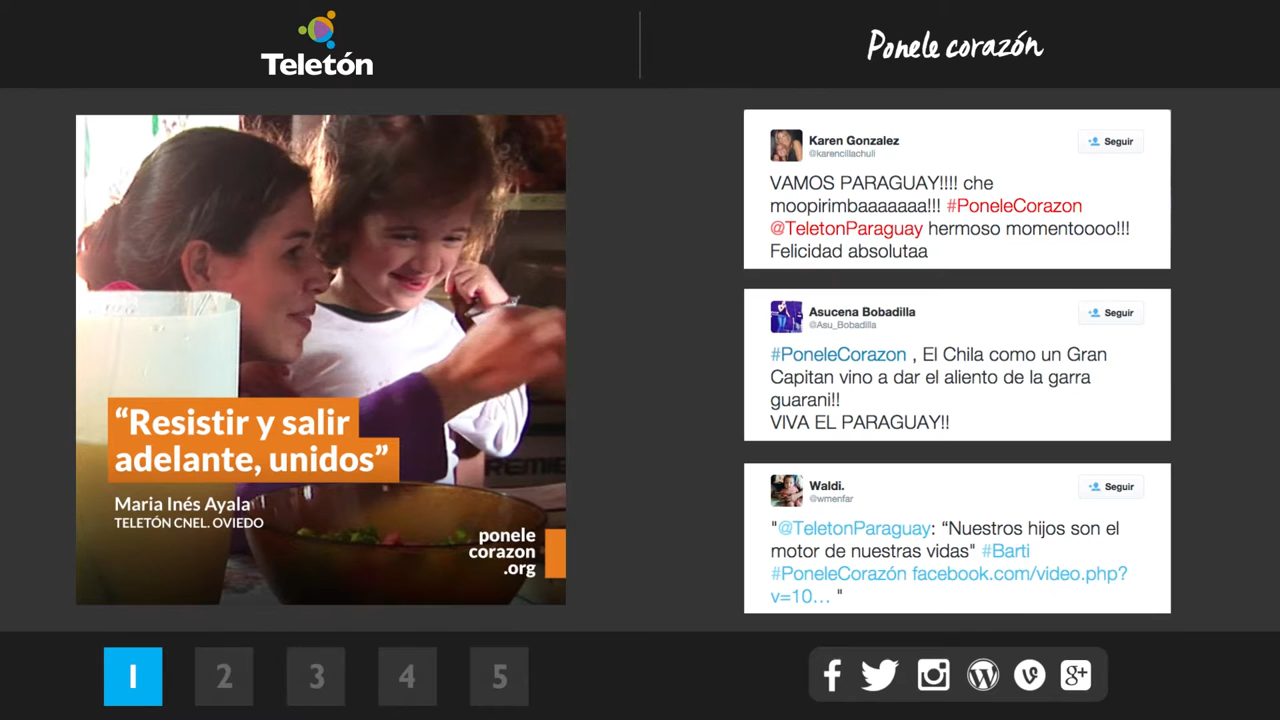 Teletón
Ponele corazón
“Resistir y salir
adelante, unidos”
Maria Inés Ayala
TELETÓN CNEL. OVIEDO
ponele
corazon
.org
Karen Gonzalez
@karencillachull
Seguir
VAMOS PARAGUAY!!!! che
moopirimbaaaaaaa!!! #PoneleCorazon
@TeletonParaguay hermoso momentoooo!!!
Felicidad absolutaa
Asucena Bobadilla
@Asu_Bobadilla
Seguir
#PoneleCorazon , El Chila como un Gran
Capitan vino a dar el aliento de la garra
guarani!!
VIVA EL PARAGUAY!!
Waldi.
@wmenfar
Seguir
"@TeletonParaguay: “Nuestros hijos son el
motor de nuestras vidas" #Barti
#PoneleCorazón facebook.com/video.php?
v=10… "
1 2 3 4 5